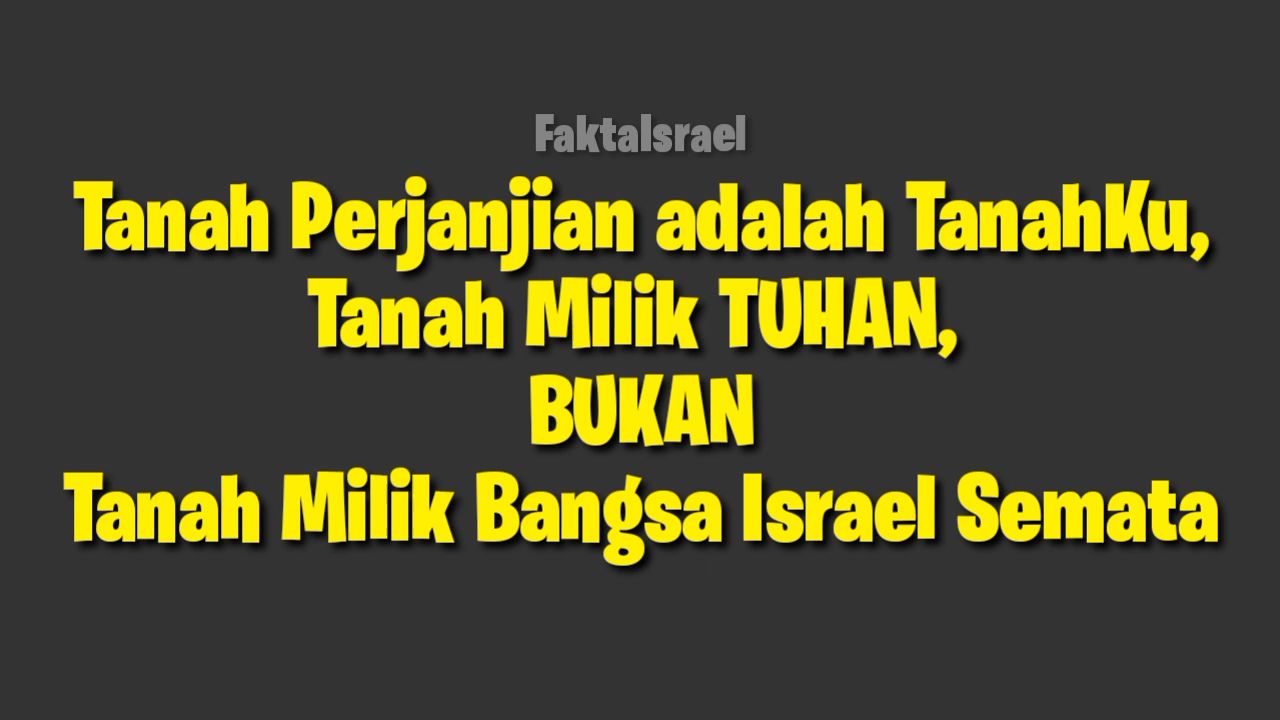 FaktaIsrael
Tanah Perjanjian adalah TanahKu,
Tanah Milik TUHAN,
BUKAN
Tanah Milik Bangsa Israel Semata